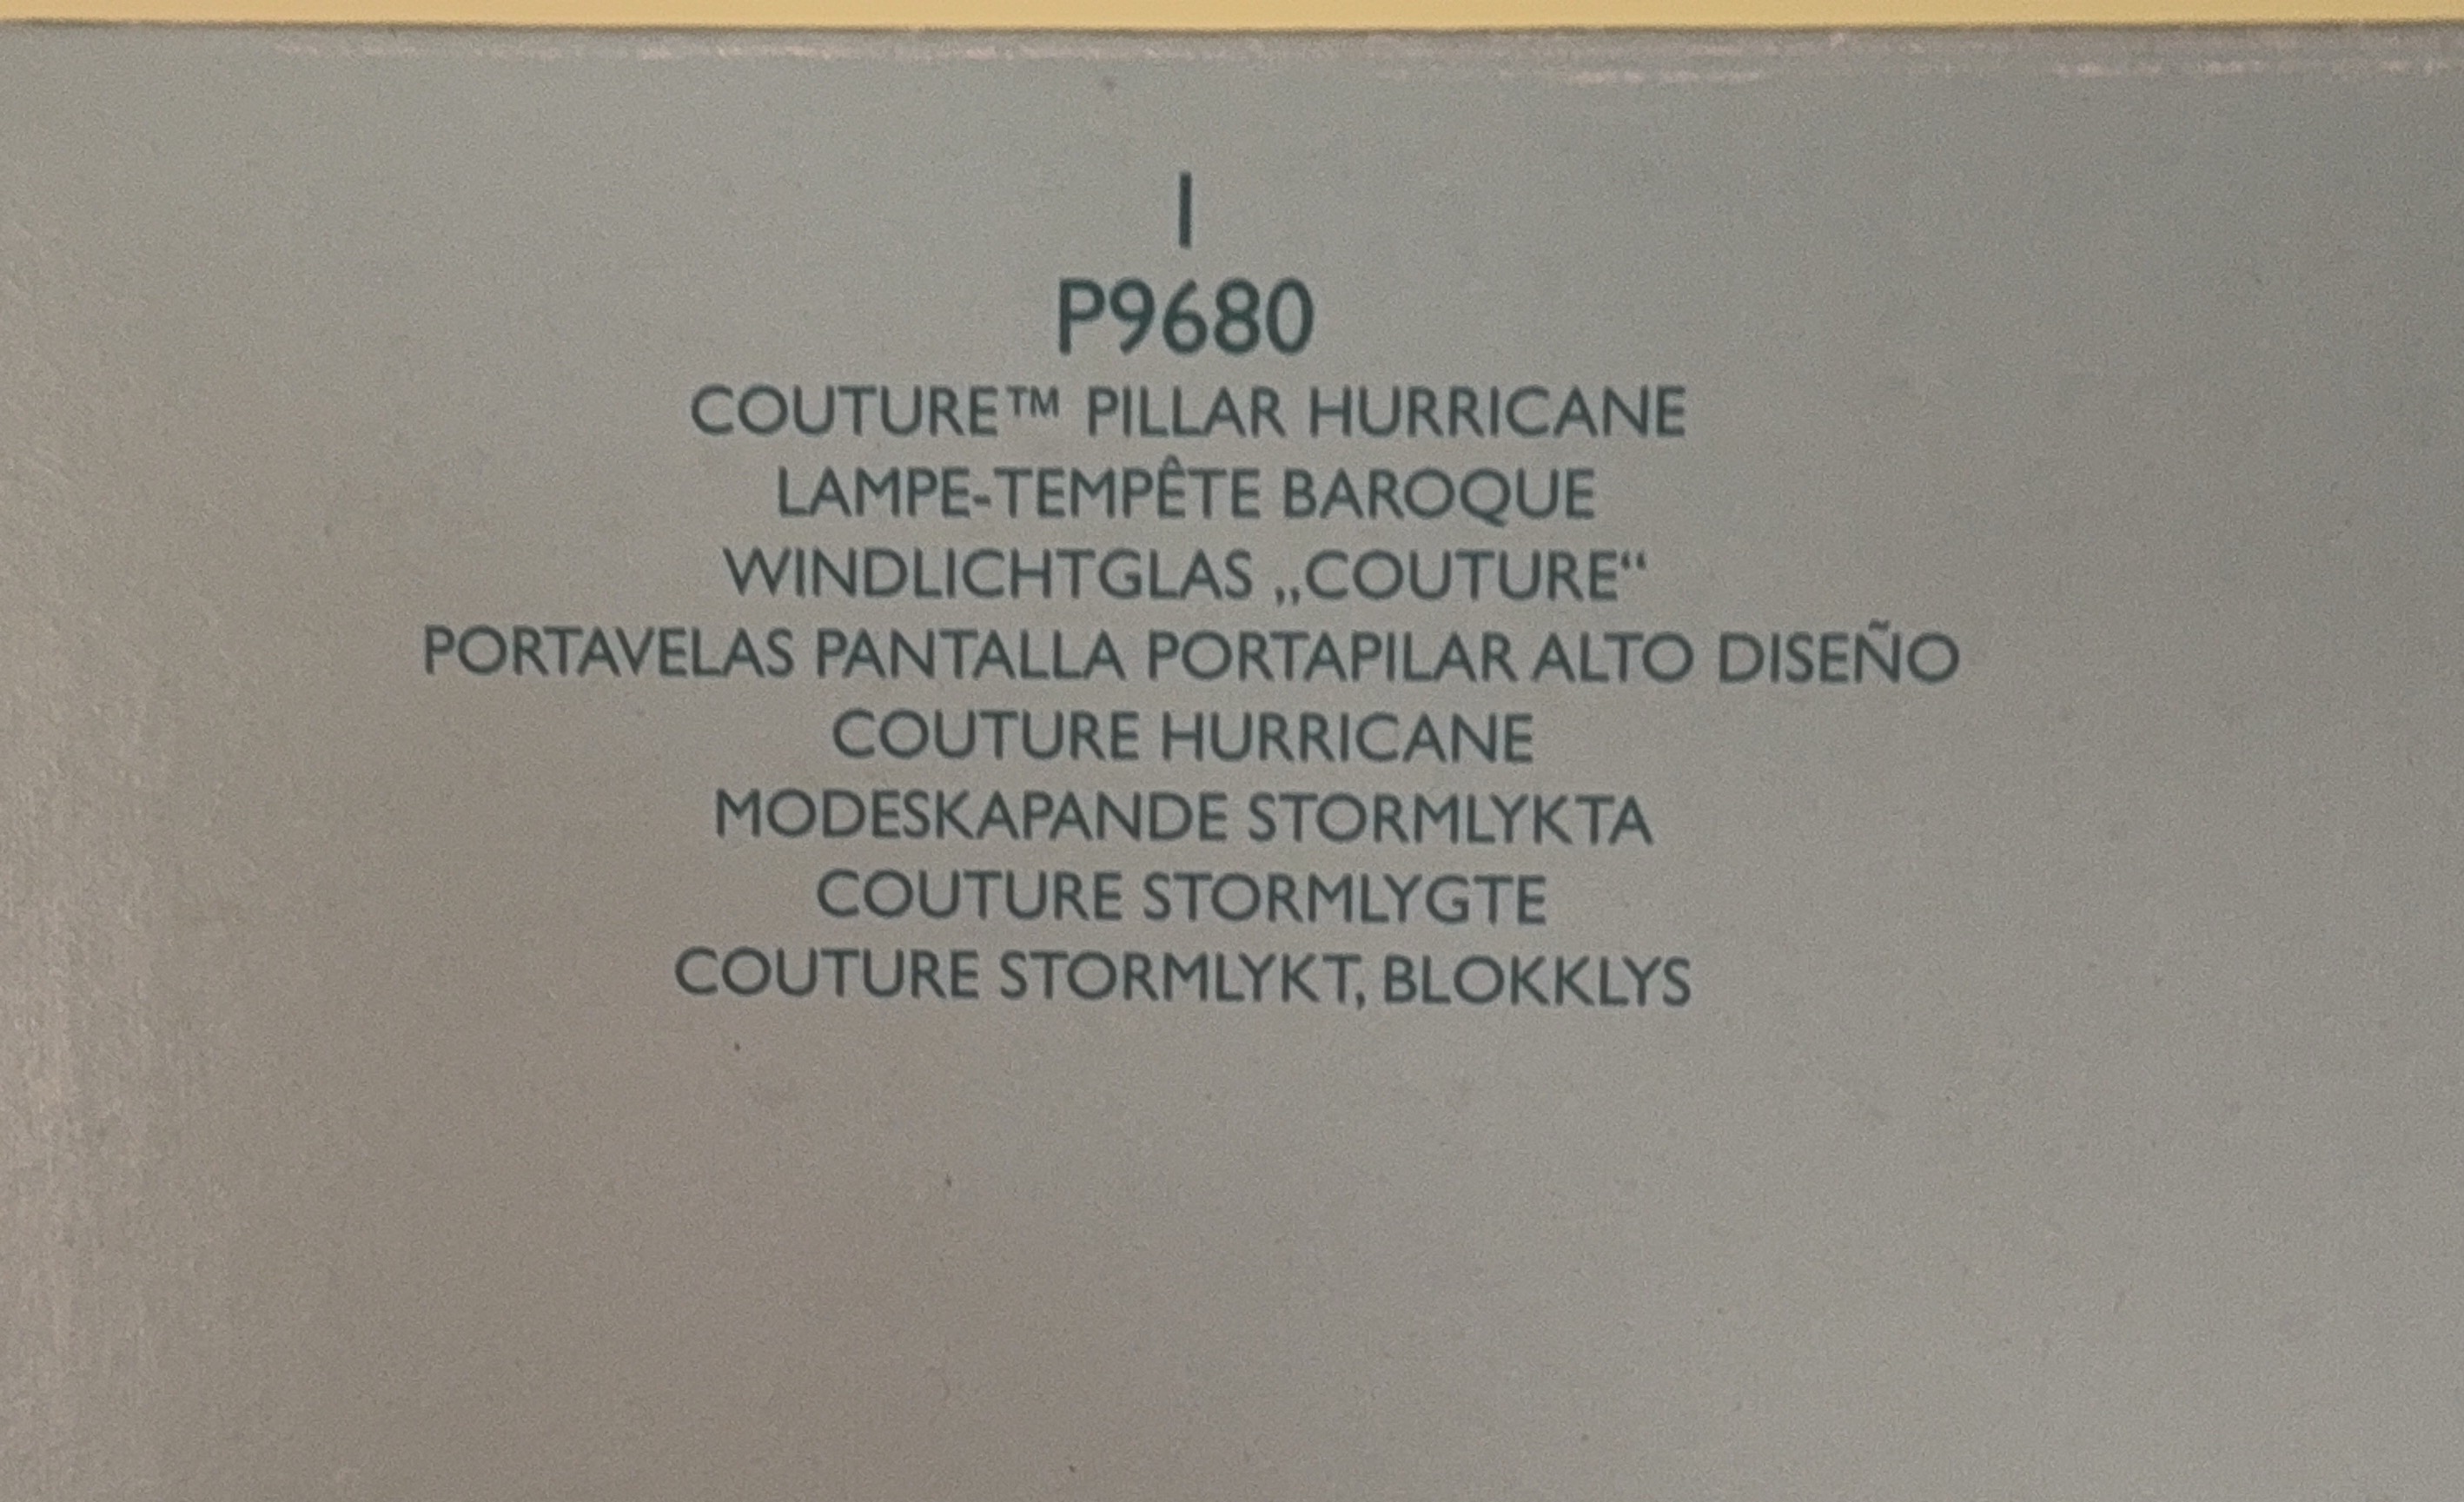 1
P9680
COUTURE™ PILLAR HURRICANE
LAMPE-TEMPÊTE BAROQUE
WINDLICHTGLAS „COUTURE“
PORTAVELAS PANTALLA PORTAPILAR ALTO DISEÑO
COUTURE HURRICANE
MODESKAPANDE STORMLYKTA
COUTURE STORMLYGTE
COUTURE STORMLYKT, BLOKKLYS